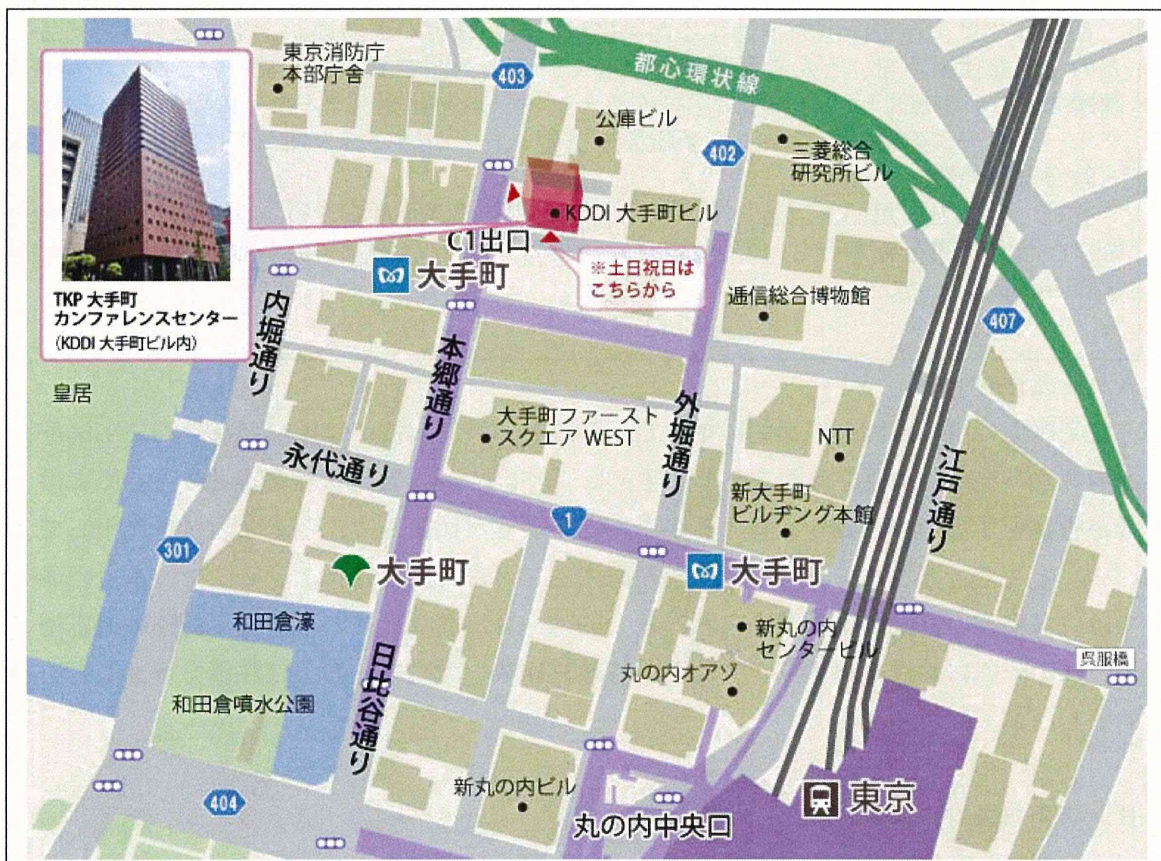 東京消防庁
本部庁舎
403
都心環状線
公庫ビル
402
三菱総合
研究所ビル
KDDI 大手町ビル
C1出口
大手町
※土日祝日は
こちらから
TKP 大手町
カンファレンスセンター
(KDDI 大手町ビル内)
内堀通り
逓信総合博物館
407
皇居
本郷通り
大手町ファースト
スクエア WEST
外堀通り
NTT
江戸通り
永代通り
新大手町
ビルヂング本館
1
301
大手町
大手町
和田倉濠
新丸の内
センタービル
呉服橋
丸の内オアゾ
和田倉噴水公園
日比谷通り
404
新丸の内ビル
東京
丸の内中央口